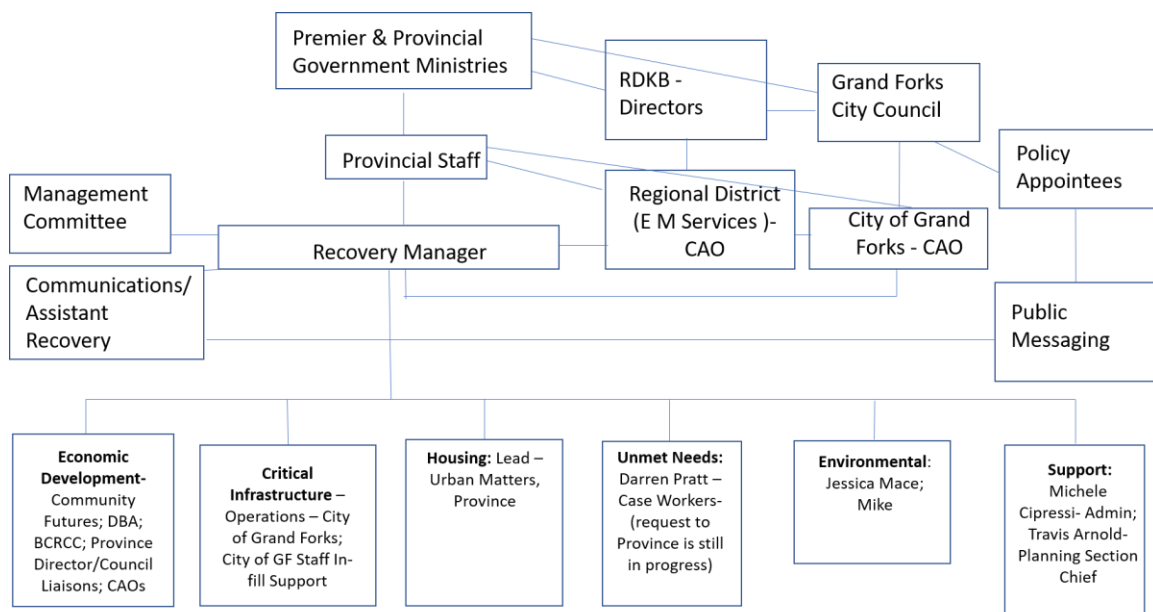 Premier & Provincial
Government Ministries
RDKB -
Directors
Grand Forks
City Council
Provincial Staff
Policy
Appointees
Management
Committee
Regional District
(E M Services )-
CAO
City of Grand
Forks - CAO
Recovery Manager
Communications/
Assistant
Recovery
Public
Messaging
Economic
Development-
Community
Futures; DBA;
BCRCC; Province
Director/Council
Liaisons; CAOs
Critical
Infrastructure –
Operations – City
of Grand Forks;
City of GF Staff In-
fill Support
Housing: Lead –
Urban Matters,
Province
Unmet Needs:
Darren Pratt –
Case Workers-
(request to
Province is still
in progress)
Environmental:
Jessica Mace;
Mike
Support:
Michele
Cipressi- Admin;
Travis Arnold-
Planning Section
Chief